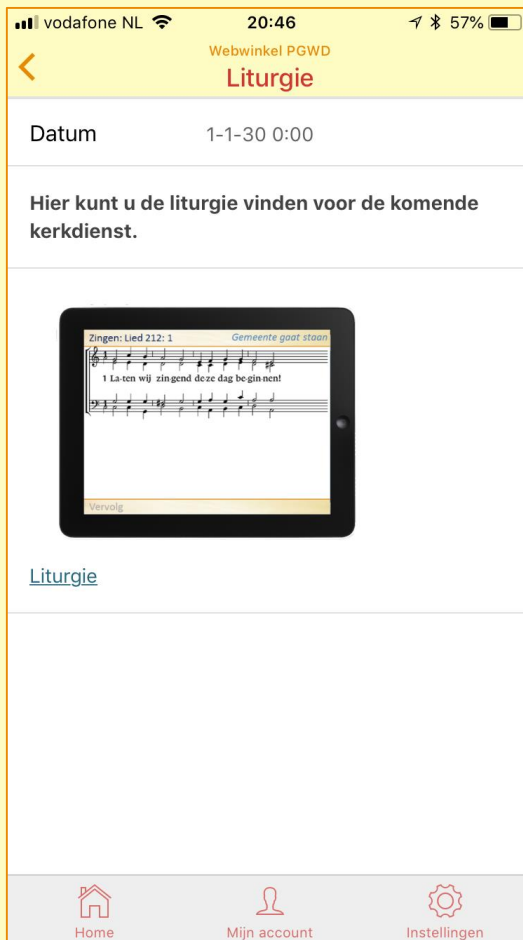 vodafone NL 20:46 57%
Webwinkel PGWD
Liturgie
Datum 1-1-30 0:00
Hier kunt u de liturgie vinden voor de komende
kerkdienst.
Zingen: Lied 212: 1 Gemeente gaat staan
1 La-ten wij zin-gend de-ze dag be-gin-nen!
Vervolg
Liturgie
Home Mijn account Instellingen